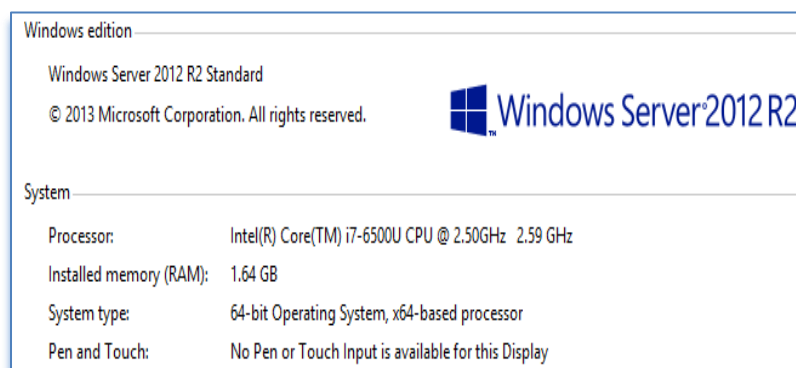 Windows edition
Windows Server 2012 R2 Standard
© 2013 Microsoft Corporation. All rights reserved.
™ Windows Server®2012 R2
System
Processor: Intel(R) Core(TM) i7-6500U CPU @ 2.50GHz 2.59 GHz
Installed memory (RAM): 1.64 GB
System type: 64-bit Operating System, x64-based processor
Pen and Touch: No Pen or Touch Input is available for this Display